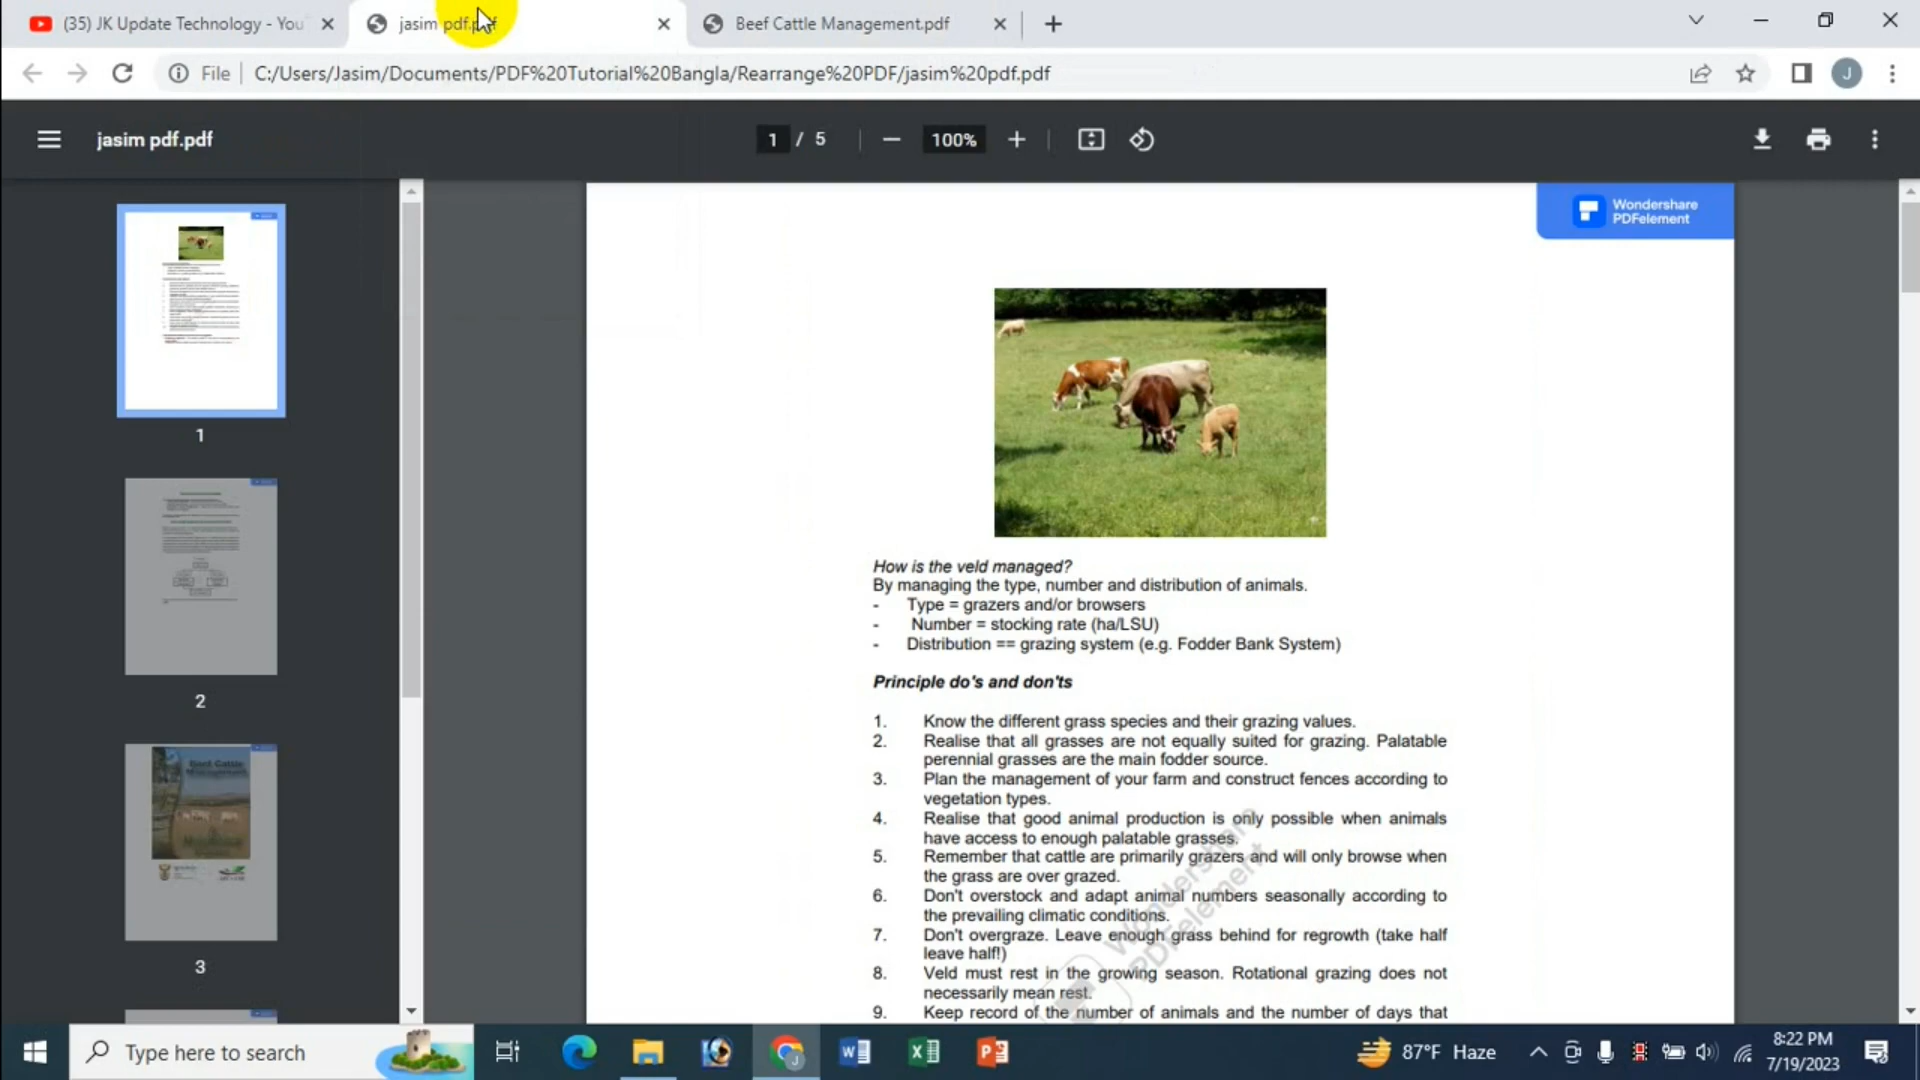 (35) JK Update Technology - You
jasim pdf.pdf
Beef Cattle Management.pdf
File
C:/Users/Jasim/Documents/PDF%20Tutorial%20Bangla/Rearrange%20PDF/jasim%20pdf.pdf
J
jasim pdf.pdf
1 / 5
100%
Wondershare
PDFelement
1
2
Beef Cattle
Management
3
How is the veld managed?
By managing the type, number and distribution of animals.
- Type = grazers and/or browsers
- Number = stocking rate (ha/LSU)
- Distribution == grazing system (e.g. Fodder Bank System)
Principle do's and don'ts
1. Know the different grass species and their grazing values.
2. Realise that all grasses are not equally suited for grazing. Palatable
perennial grasses are the main fodder source.
3. Plan the management of your farm and construct fences according to
vegetation types.
4. Realise that good animal production is only possible when animals
have access to enough palatable grasses.
5. Remember that cattle are primarily grazers and will only browse when
the grass are over grazed.
6. Don't overstock and adapt animal numbers seasonally according to
the prevailing climatic conditions.
7. Don't overgraze. Leave enough grass behind for regrowth (take half
leave half!)
8. Veld must rest in the growing season. Rotational grazing does not
necessarily mean rest.
9. Keep record of the number of animals and the number of days that
Wondershare
PDFelement
Type here to search
87°F Haze
8:22 PM
7/19/2023